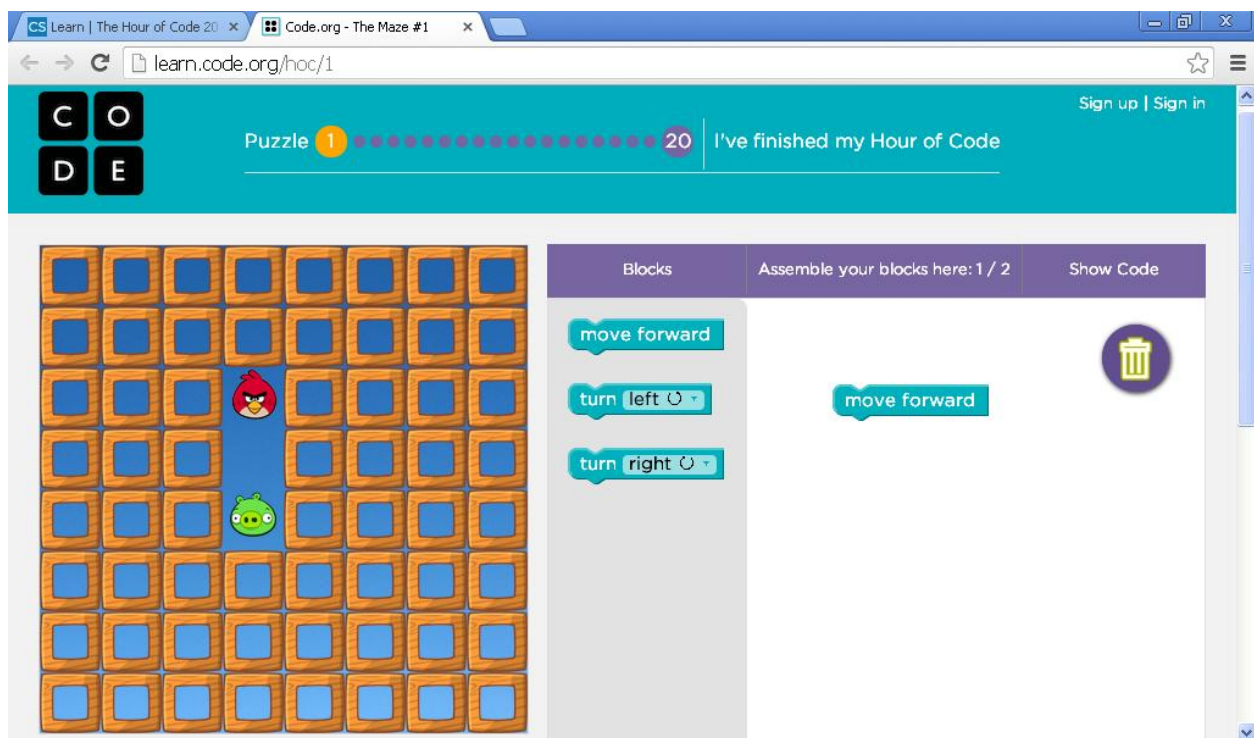 CS Learn | The Hour of Code 20
Code.org - The Maze #1
learn.code.org/hoc/1
Sign up | Sign in
C O
D E
Puzzle 1 20 I've finished my Hour of Code
Blocks
Assemble your blocks here: 1 / 2
Show Code
move forward
turn left
turn right
move forward